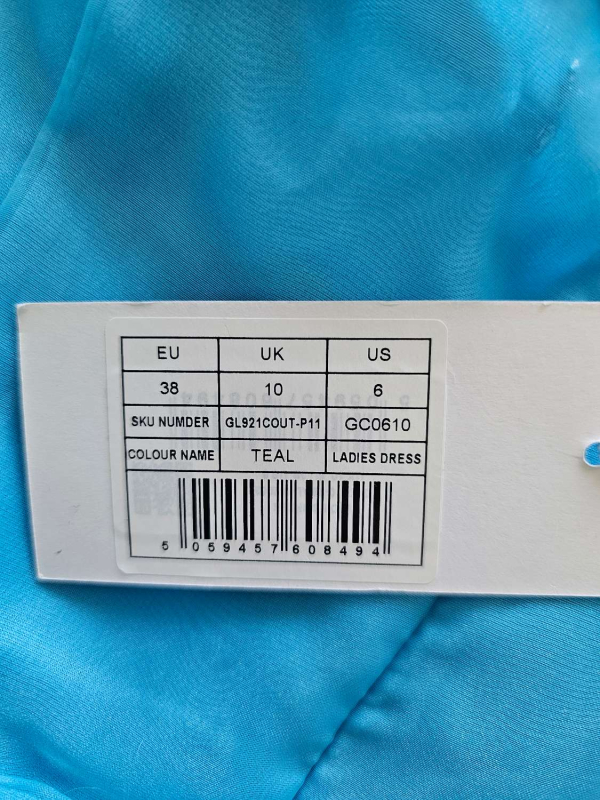 EU UK US
38 10 6
SKU NUMDER GL921COUT-P11 GC0610
COLOUR NAME TEAL LADIES DRESS
5 059457 608494